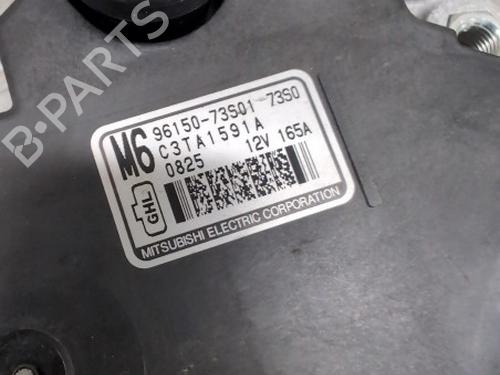 M6
96150-73S01-73S0
C3TA1591A
0825 12V 165A
GHL
MITSUBISHI ELECTRIC CORPORATION
B-PARTS